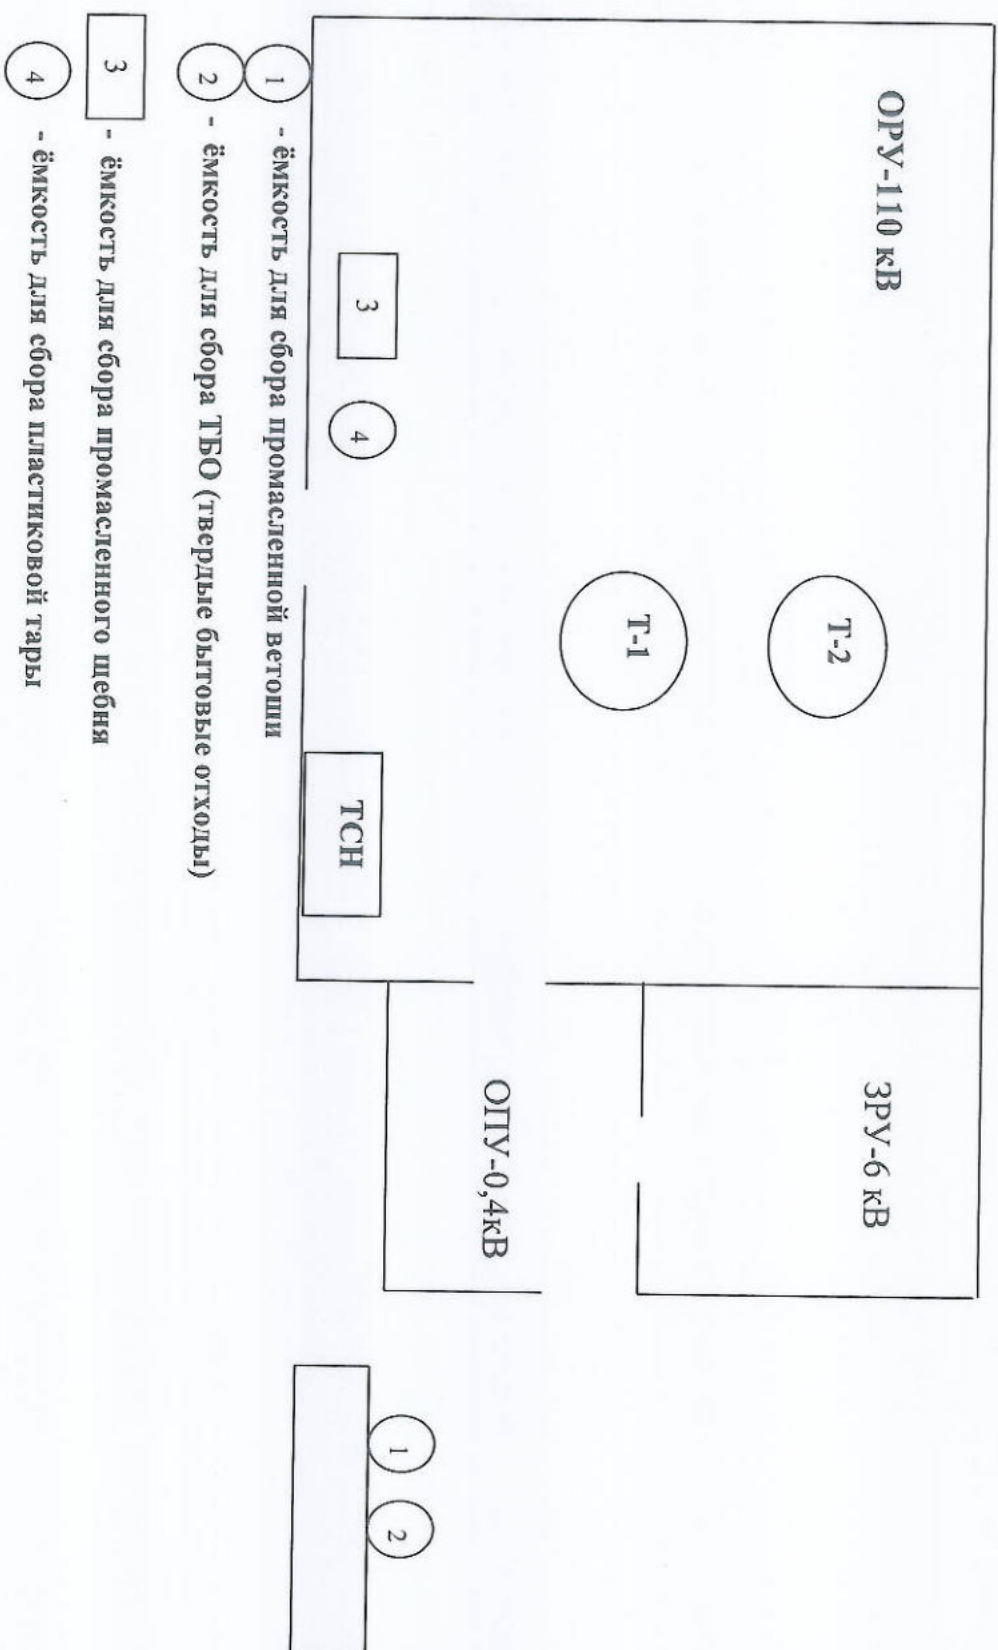 ОРУ-110 кВ
ЗРУ-6 кВ
Т-2
Т-1
ОПУ-0,4кВ
3
4
ТСН
1
2
1 - ёмкость для сбора промасленной ветоши
2 - ёмкость для сбора ТБО (твердые бытовые отходы)
3 - ёмкость для сбора промасленного щебня
4 - ёмкость для сбора пластиковой тары